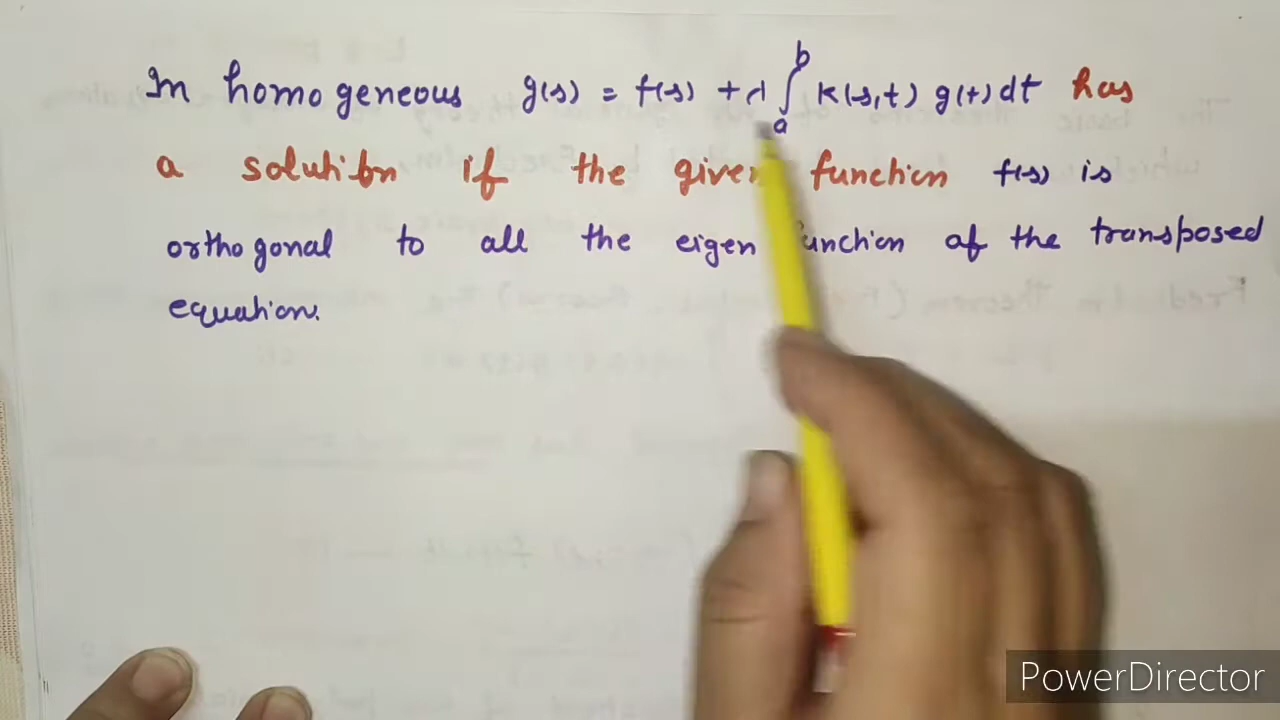 In homogeneous g(s) = f(s) + λ ∫_a^b K(s,t) g(t) dt has
a solution if the given function f(s) is
orthogonal to all the eigen function of the transposed
equation.
PowerDirector